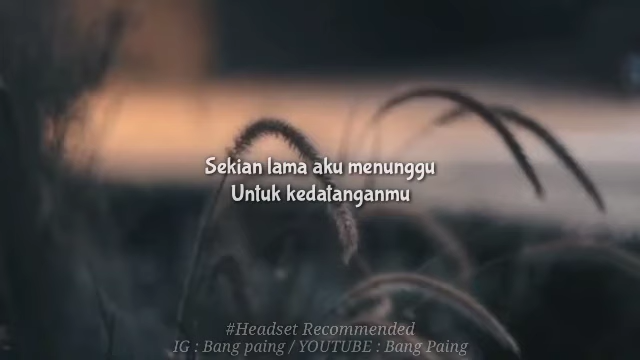 Sekian lama aku menunggu
Untuk kedatanganmu
#Headset Recommended
IG : Bang paing / YOUTUBE : Bang Paing